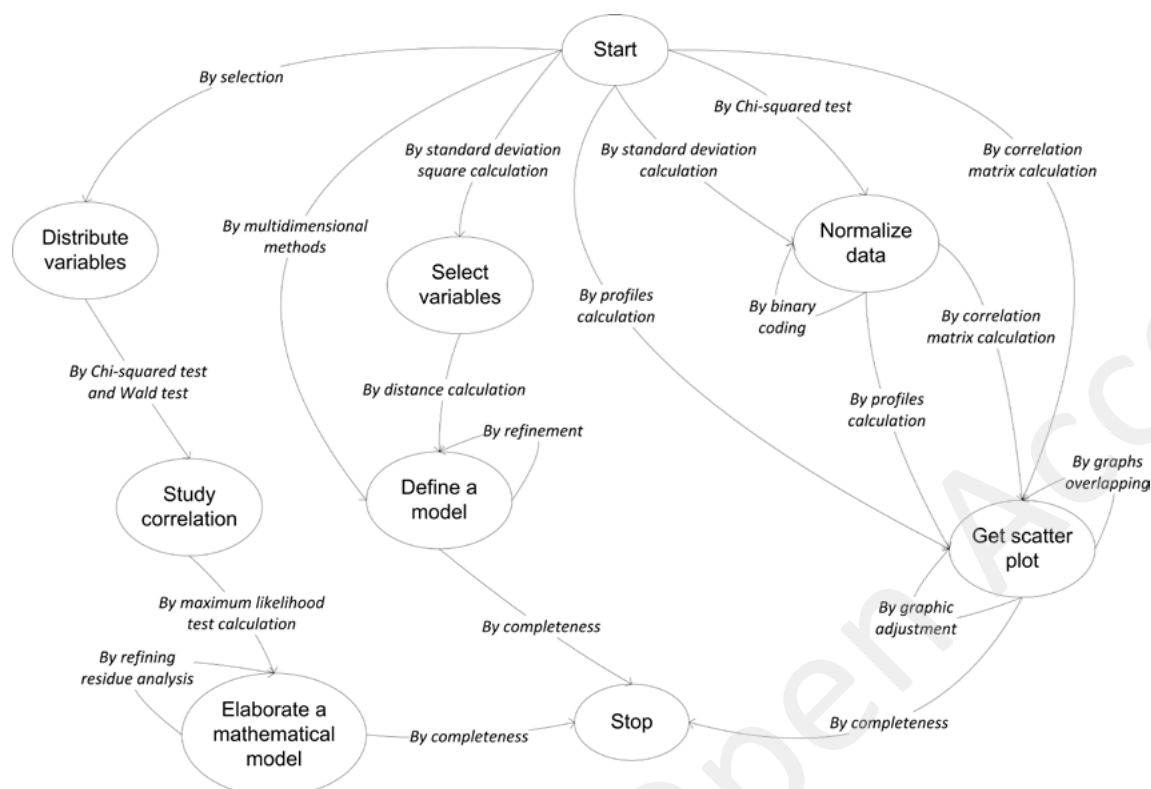 Start
By selection
By Chi-squared test
By standard deviation
square calculation
By standard deviation
calculation
By correlation
matrix calculation
Distribute
variables
By multidimensional
methods
Normalize
data
Select
variables
By profiles
calculation
By binary
coding
By correlation
matrix calculation
By Chi-squared test
and Wald test
By distance calculation
By profiles
calculation
By refinement
By graphs
overlapping
Study
correlation
Define a
model
Get scatter
plot
By maximum likelihood
test calculation
By graphic
adjustment
By completeness
By refining
residue analysis
Elaborate a
mathematical
model
By completeness
Stop
By completeness
Open Acc